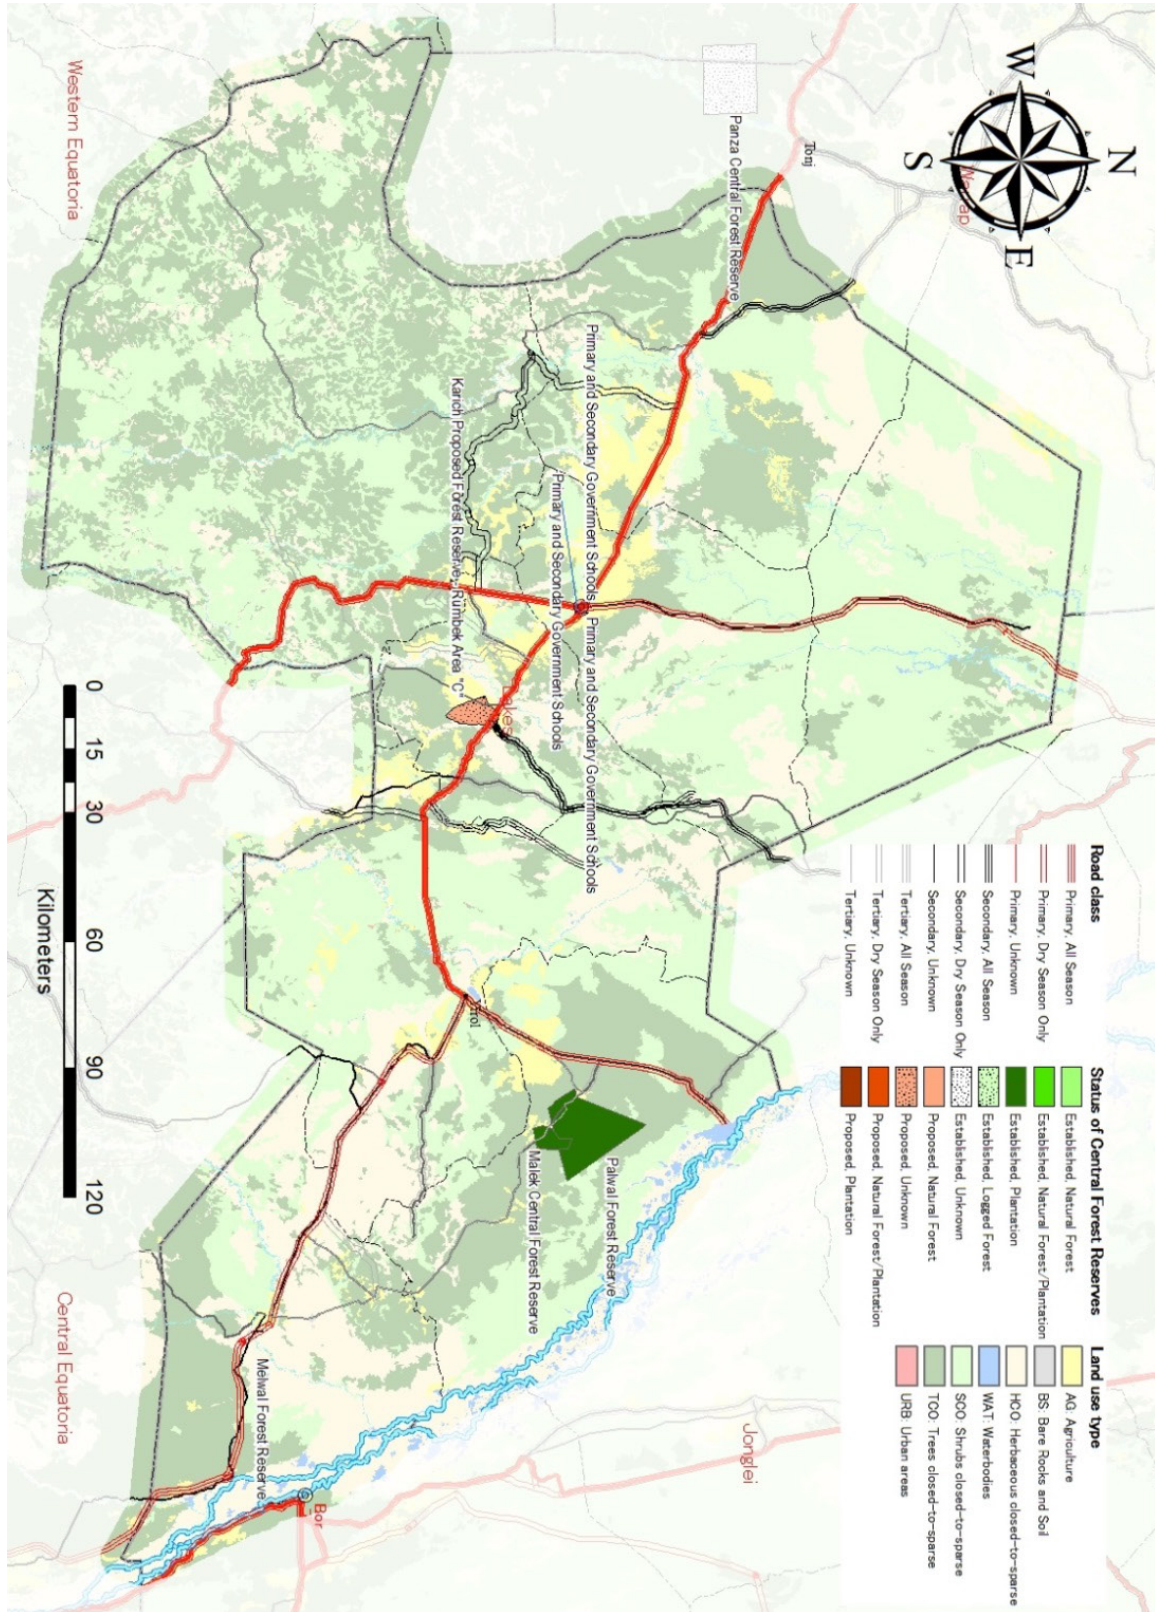 N
W
E
S
Road class
Primary, All Season
Primary, Dry Season Only
Primary, Unknown
Secondary, All Season
Secondary, Dry Season Only
Secondary, Unknown
Tertiary, All Season
Tertiary, Dry Season Only
Tertiary, Unknown
Status of Central Forest Reserves
Established, Natural Forest
Established, Natural Forest/Plantation
Established, Plantation
Established, Logged Forest
Established, Unknown
Proposed, Natural Forest
Proposed, Unknown
Proposed, Natural Forest/Plantation
Proposed, Plantation
Land use type
AG: Agriculture
BS: Bare Rocks and Soil
HCO: Herbaceous closed-to-sparse
WAT: Waterbodies
SCO: Shrubs closed-to-sparse
TCO: Trees closed-to-sparse
URB: Urban areas
Tonj
Panza Central Forest Reserve
Jonglei
Palwal Forest Reserve
Primary and Secondary Government Schools
Primary and Secondary Government Schools
Primary and Secondary Government Schools
Malek Central Forest Reserve
Karich Proposed Forest Reserve, Rumbek Area "C"
Bor
Melwal Forest Reserve
Western Equatoria
Central Equatoria
0 15 30 60 90 120
Kilometers